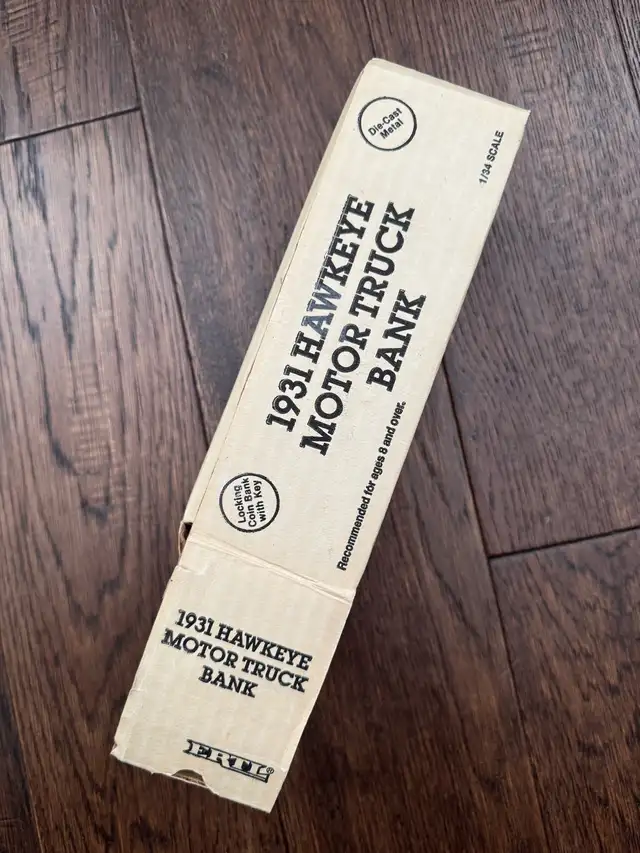 Die-Cast
Metal
1/34 SCALE
1931 HAWKEYE
MOTOR TRUCK
BANK
Recommended for ages 8 and over.
Locking
Coin Bank
with Key
1931 HAWKEYE
MOTOR TRUCK
BANK
ERTL®